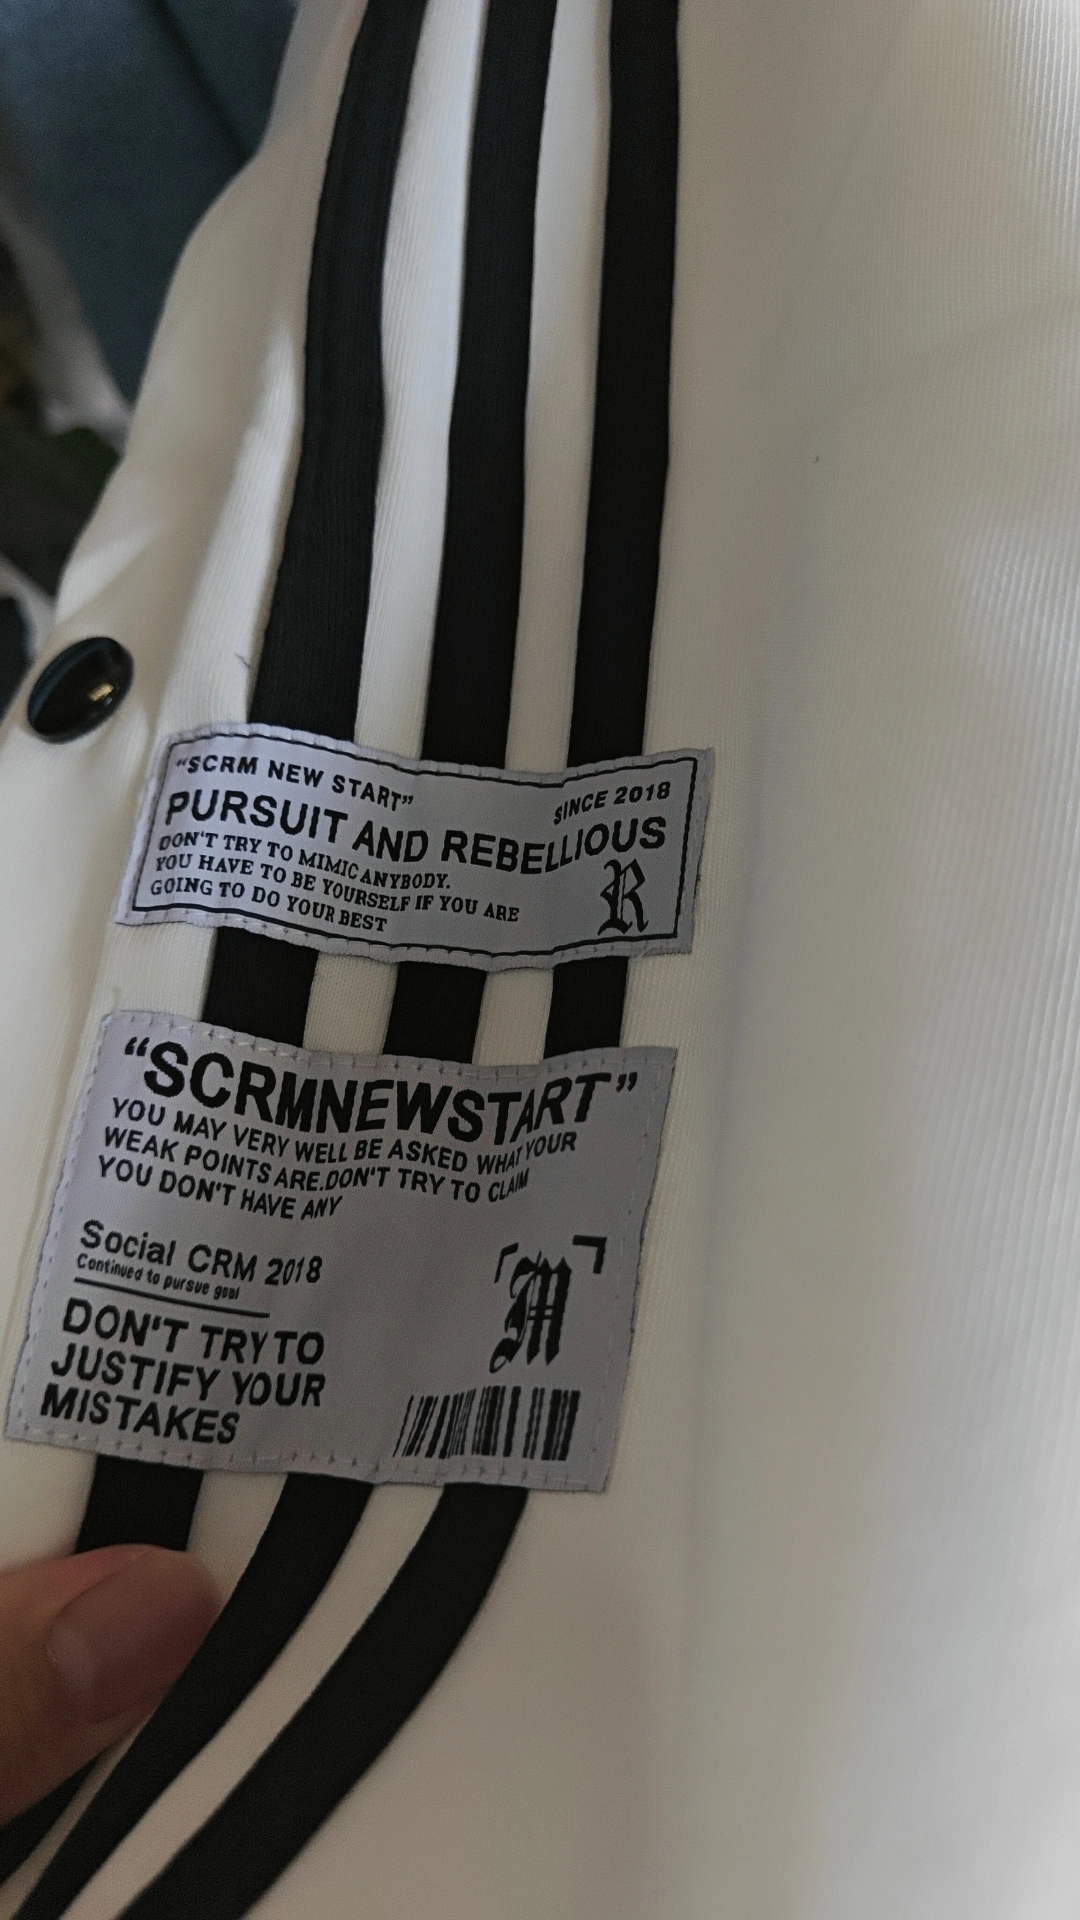 "SCRM NEW START"
SINCE 2018
PURSUIT AND REBELLIOUS
DON'T TRY TO MIMIC ANYBODY.
YOU HAVE TO BE YOURSELF IF YOU ARE
GOING TO DO YOUR BEST
R
"SCRMNEWSTART"
YOU MAY VERY WELL BE ASKED WHAT YOUR
WEAK POINTS ARE.DON'T TRY TO CLAIM
YOU DON'T HAVE ANY
Social CRM 2018
Continued to pursue goal
DON'T TRY TO
JUSTIFY YOUR
MISTAKES
M